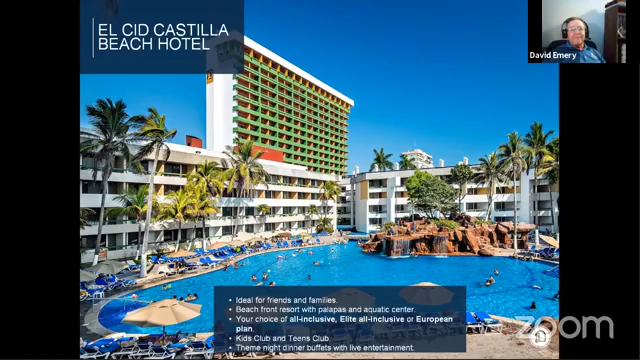 EL CID CASTILLA
BEACH HOTEL
David Emery
• Ideal for friends and families.
• Beach front resort with palapas and aquatic center.
• Your choice of all-inclusive, Elite all-inclusive or European
plan.
• Kids Club and Teens Club.
• Theme night dinner buffets with live entertainment.
zoom